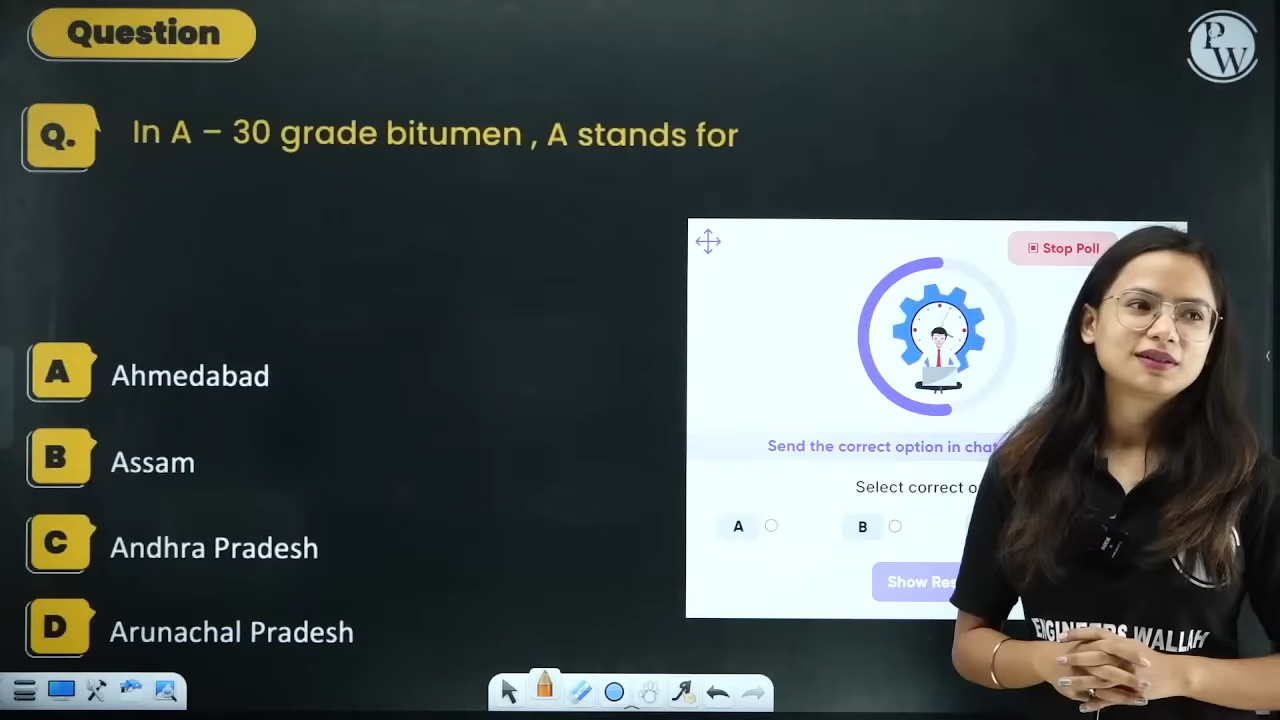 Question
PW
Q.
In A – 30 grade bitumen , A stands for
Stop Poll
A
Ahmedabad
Send the correct option in chat
B
Assam
Select correct o
A
B
C
Andhra Pradesh
Show Res
D
Arunachal Pradesh
ENGINEERS WALLAH